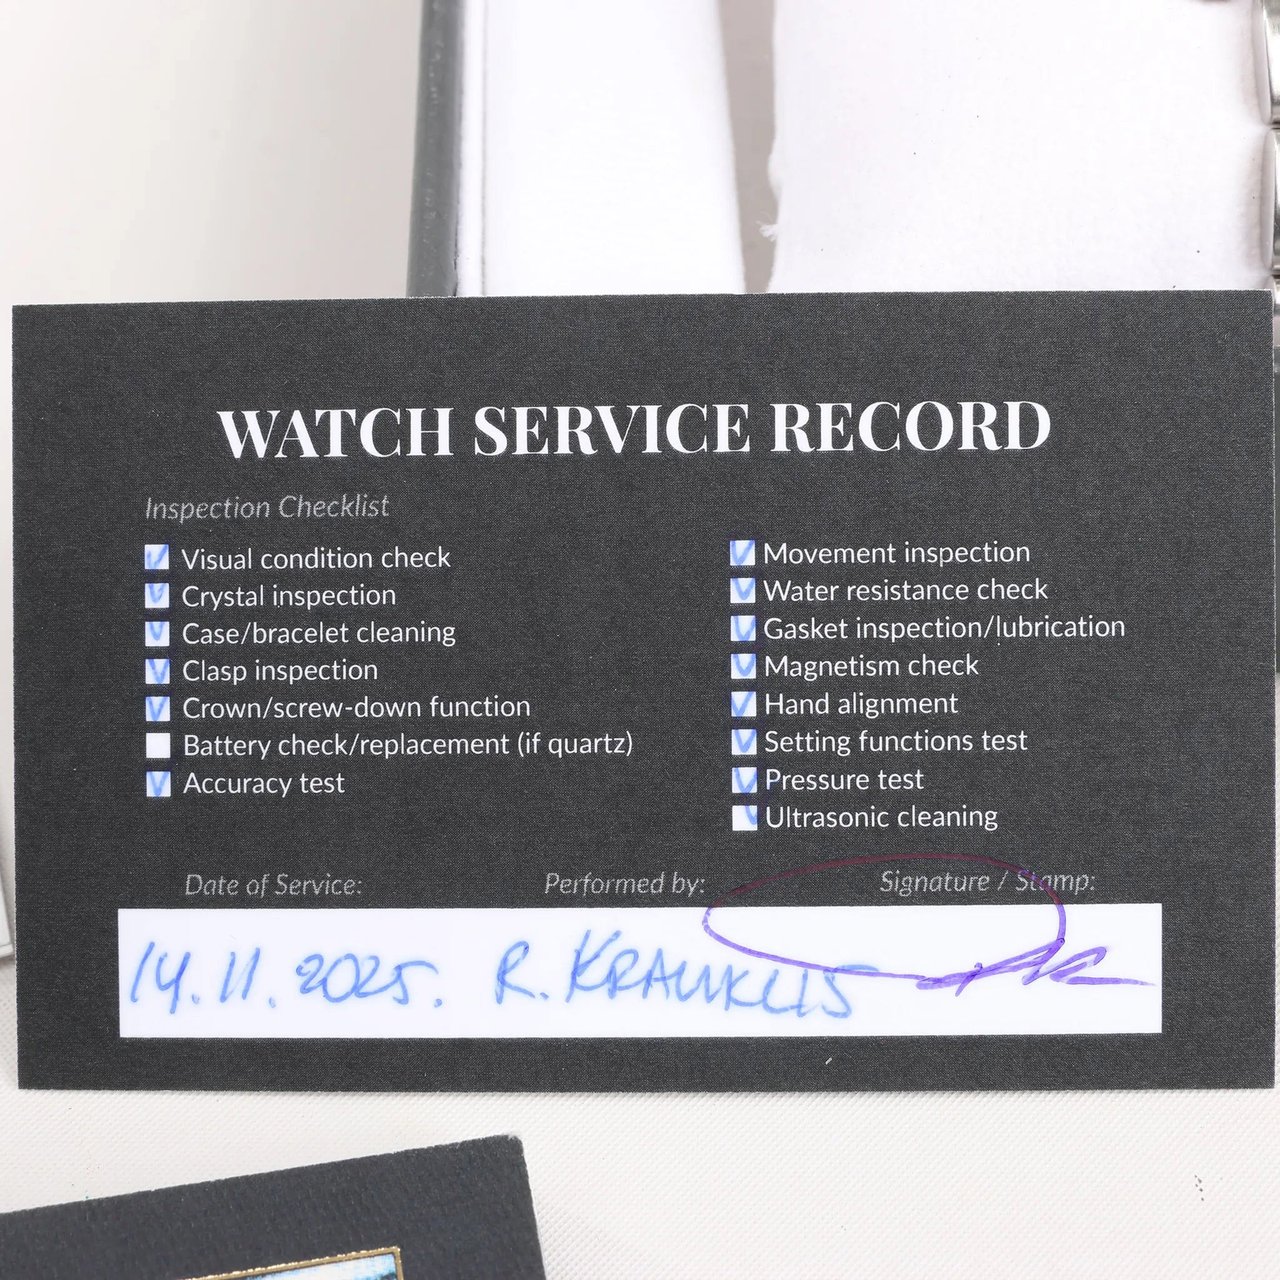 WATCH SERVICE RECORD
Inspection Checklist
Visual condition check
Crystal inspection
Case/bracelet cleaning
Clasp inspection
Crown/screw-down function
Battery check/replacement (if quartz)
Accuracy test
Movement inspection
Water resistance check
Gasket inspection/lubrication
Magnetism check
Hand alignment
Setting functions test
Pressure test
Ultrasonic cleaning
Date of Service: Performed by: Signature / Stamp:
14.11.2025. R. KRAUKLIS